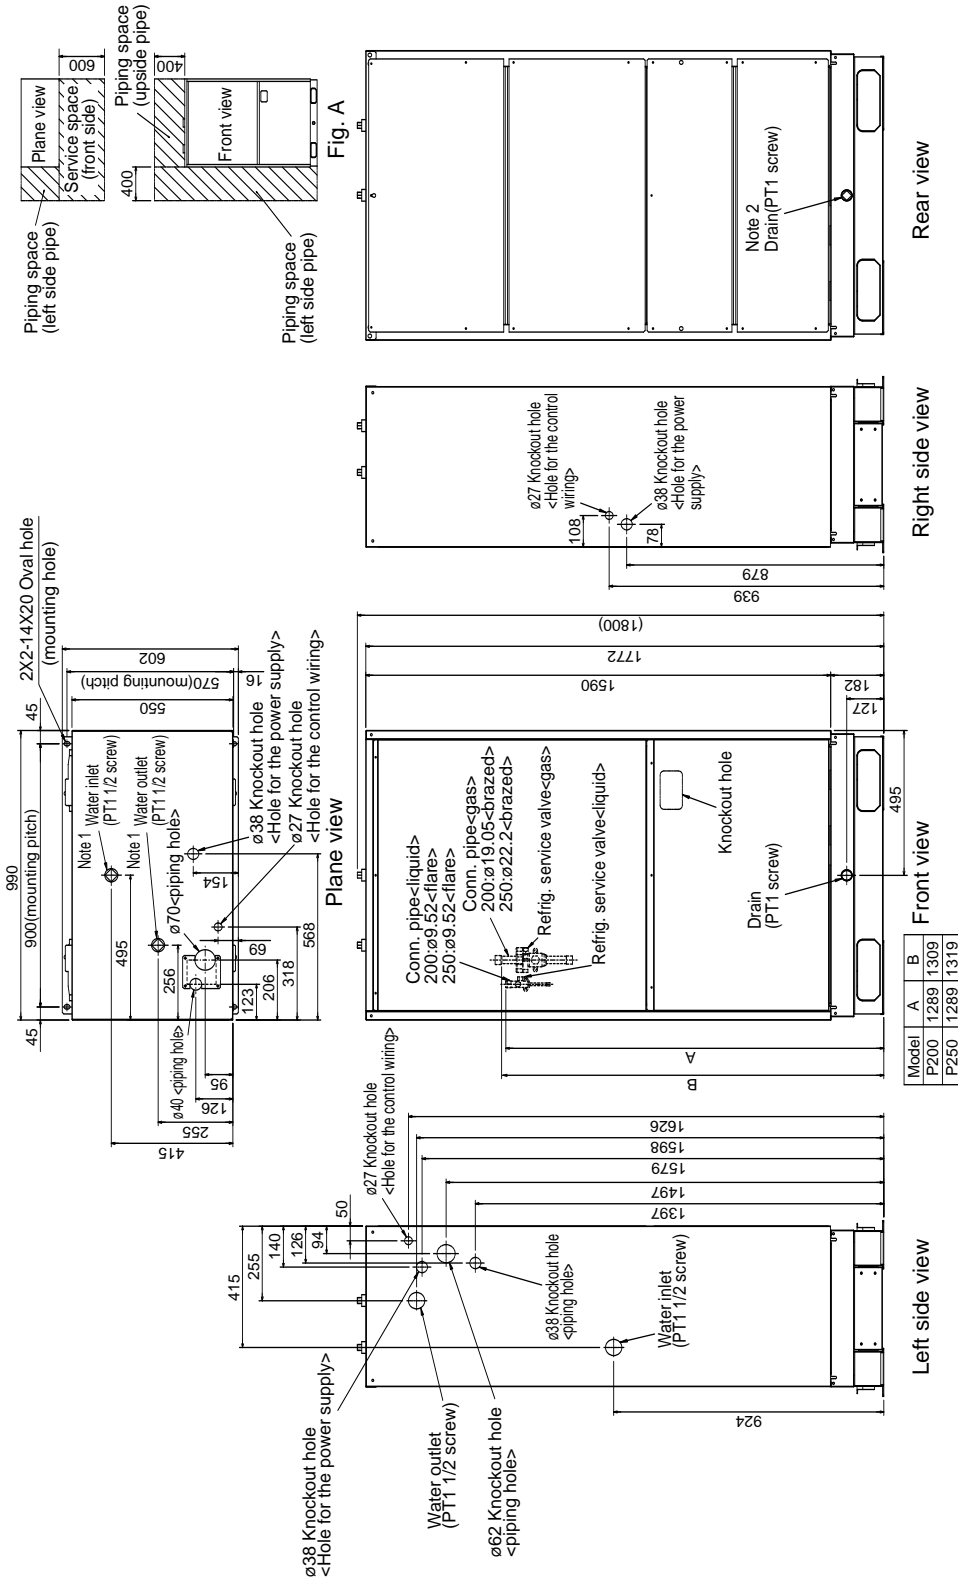 Piping space
(left side pipe)
Plane view
Service space
(front side)
600
Piping space
(upside pipe)
400
400
Front view
Piping space
(left side pipe)
Fig. A
990
45
900(mounting pitch)
45
2X2-14X20 Oval hole
(mounting hole)
Note 1 Water inlet
(PT1 1/2 screw)
Note 1 Water outlet
(PT1 1/2 screw)
ø70<piping hole>
495
256
ø40 <piping hole>
415
255
126
95
154
69
123
206
318
568
550
570(mounting pitch)
602
16
ø38 Knockout hole
<Hole for the power supply>
ø27 Knockout hole
<Hole for the control wiring>
Plane view
ø38 Knockout hole
<Hole for the power supply>
Water outlet
(PT1 1/2 screw)
ø62 Knockout hole
<piping hole>
415
255
140
126
94
50
ø27 Knockout hole
<Hole for the control wiring>
ø38 Knockout hole
<piping hole>
Water inlet
(PT1 1/2 screw)
924
1397
1497
1579
1598
1626
Left side view
Conn. pipe<liquid>
200:ø9.52<flare>
250:ø9.52<flare>
Conn. pipe<gas>
200:ø19.05<brazed>
250:ø22.2<brazed>
Refrig. service valve<gas>
Refrig. service valve<liquid>
Knockout hole
Drain
(PT1 screw)
A
B
495
127
182
1590
1772
(1800)
Front view
Model A B
P200 1289 1309
P250 1289 1319
ø27 Knockout hole
<Hole for the control
wiring>
ø38 Knockout hole
<Hole for the power
supply>
108
78
879
939
Right side view
Note 2
Drain(PT1 screw)
Rear view